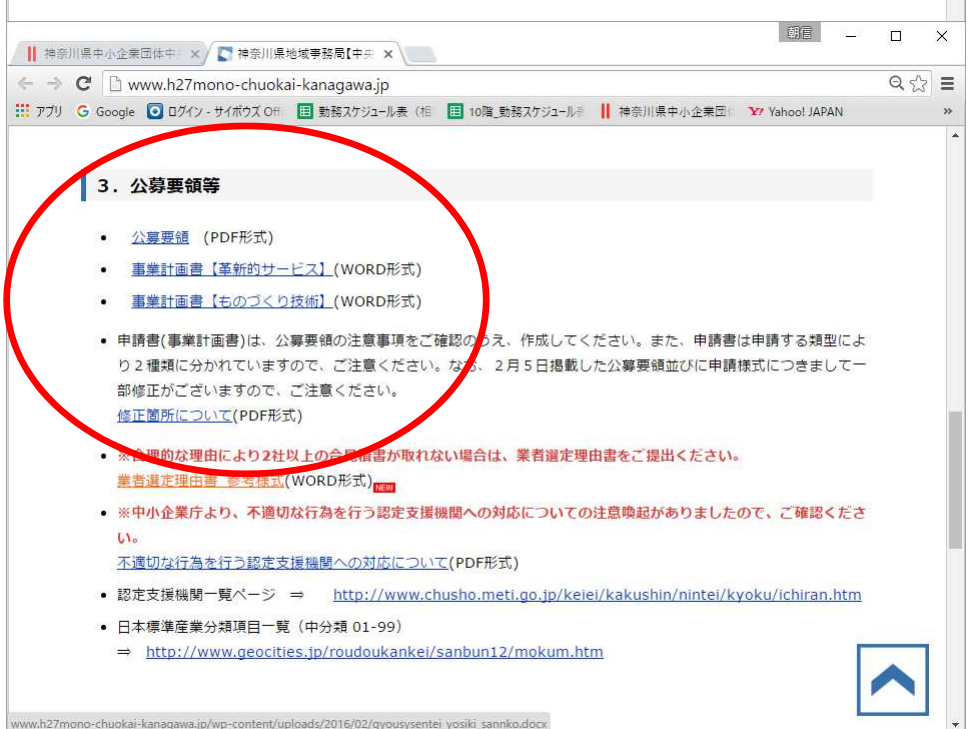 朝信
神奈川県中小企業団体中
神奈川県地域事務局【中央
www.h27mono-chuokai-kanagawa.jp
アプリ Google ログイン - サイボウズ Offi 勤務スケジュール表（相 10階_勤務スケジュール表 神奈川県中小企業団体 Yahoo! JAPAN »
３．公募要領等
• 公募要領 (PDF形式)
• 事業計画書【革新的サービス】(WORD形式)
• 事業計画書【ものづくり技術】(WORD形式)
• 申請書(事業計画書)は、公募要領の注意事項をご確認のうえ、作成してください。また、申請書は申請する類型によ
り２種類に分かれていますので、ご注意ください。なお、２月５日掲載した公募要領並びに申請様式につきまして一
部修正がございますので、ご注意ください。
修正箇所について(PDF形式)
• ※合理的な理由により2社以上の合見積書が取れない場合は、業者選定理由書をご提出ください。
業者選定理由書 参考様式(WORD形式) NEW
• ※中小企業庁より、不適切な行為を行う認定支援機関への対応についての注意喚起がありましたので、ご確認くださ
い。
不適切な行為を行う認定支援機関への対応について(PDF形式)
• 認定支援機関一覧ページ ⇒ http://www.chusho.meti.go.jp/keiei/kakushin/nintei/kyoku/ichiran.htm
• 日本標準産業分類項目一覧（中分類 01-99）
⇒ http://www.geocities.jp/roudoukankei/sanbun12/mokum.htm
www.h27mono-chuokai-kanagawa.jp/wp-content/uploads/2016/02/gyousysentei_yosiki_sannko.docx